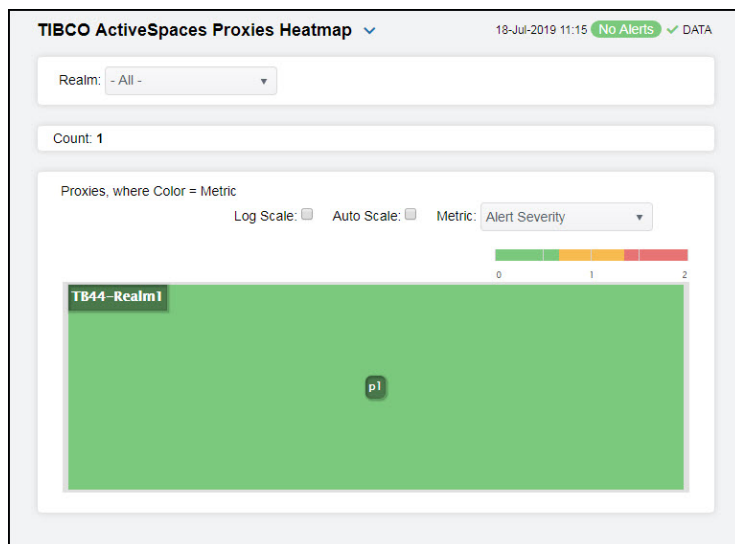 TIBCO ActiveSpaces Proxies Heatmap 18-Jul-2019 11:15 No Alerts DATA
Realm: - All -
Count: 1
Proxies, where Color = Metric
Log Scale: Auto Scale: Metric: Alert Severity
0 1 2
TB44-Realm1
p1